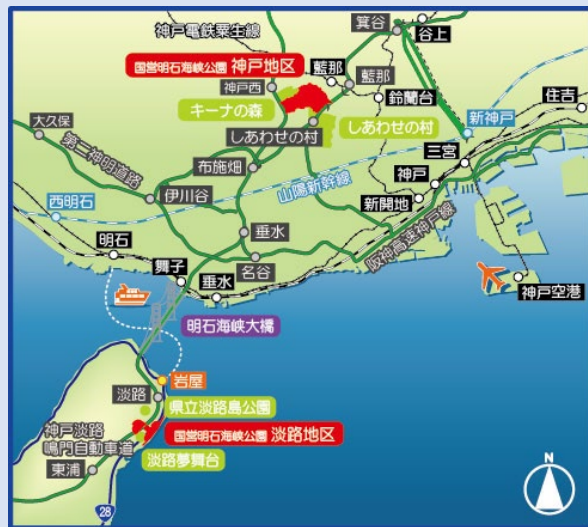 神戸電鉄粟生線
箕谷
谷上
国営明石海峡公園 神戸地区
藍那
神戸西
藍那
キーナの森
鈴蘭台
住吉
大久保
しあわせの村
しあわせの村
新神戸
第二神明道路
布施畑
三宮
伊川谷
山陽新幹線
神戸
西明石
新開地
明石
垂水
阪神高速神戸線
舞子
名谷
垂水
神戸空港
明石海峡大橋
岩屋
淡路
県立淡路島公園
神戸淡路
鳴門自動車道
国営明石海峡公園 淡路地区
淡路夢舞台
東浦
28
N